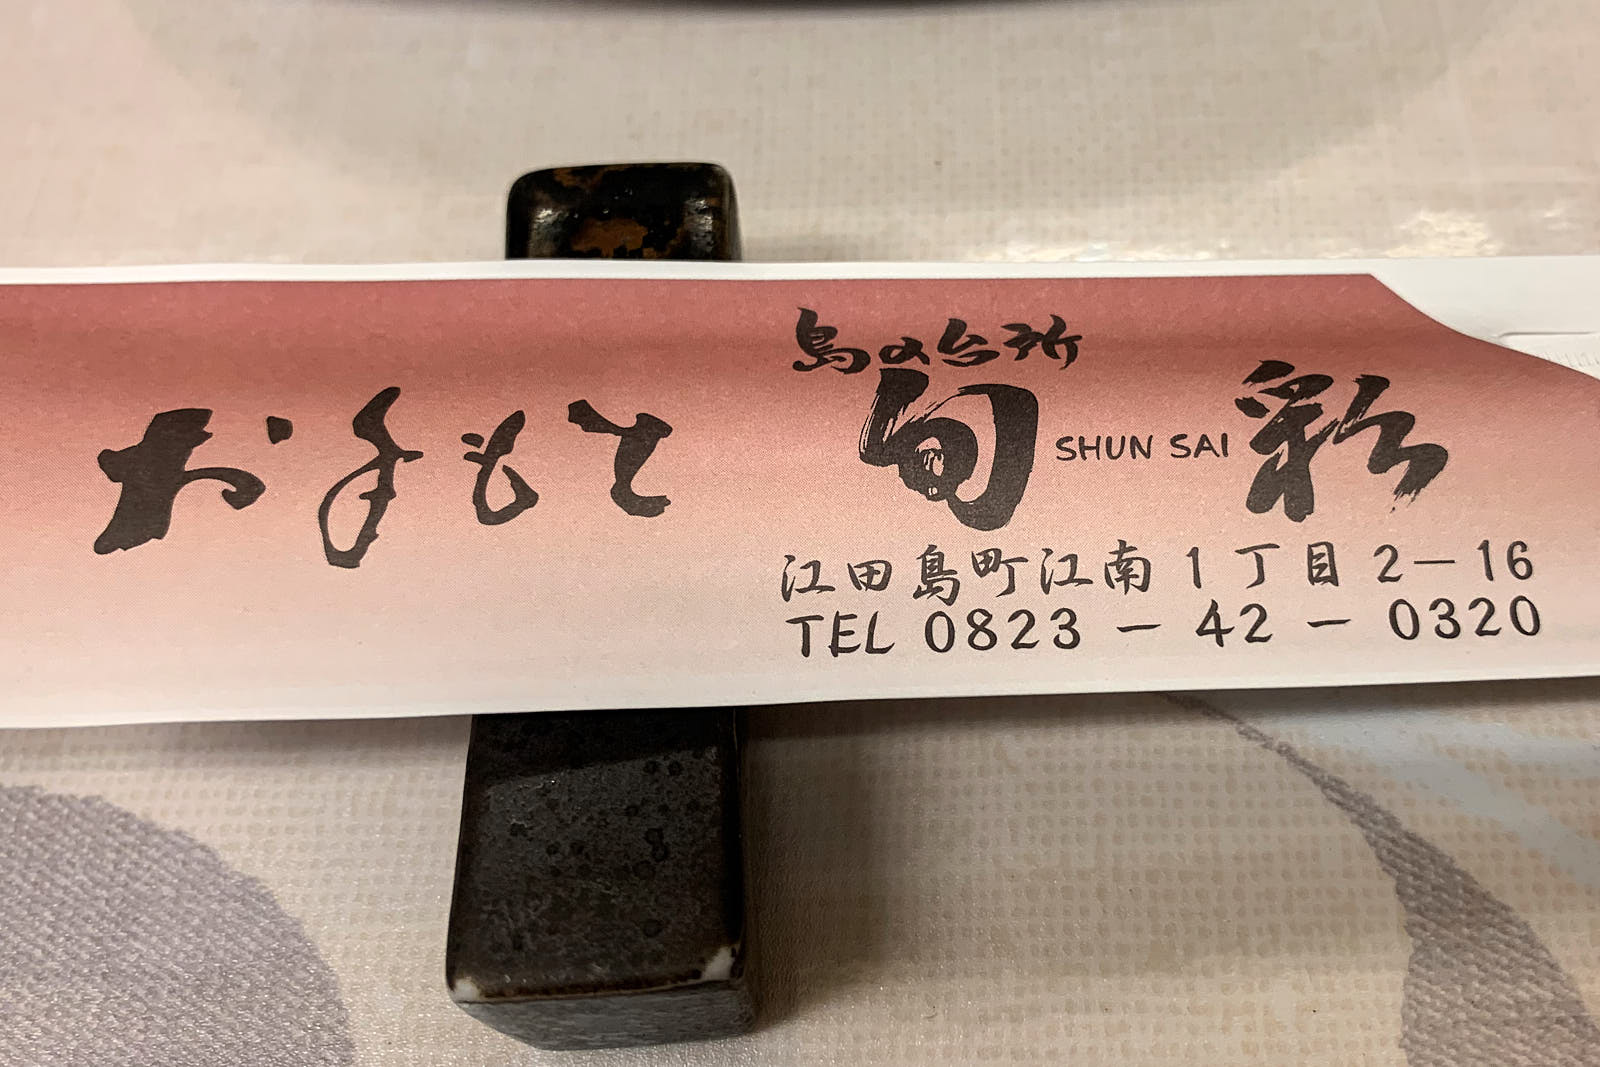 おてもと
島の台所
旬 SHUN SAI 彩
江田島町江南1丁目2-16
TEL 0823-42-0320